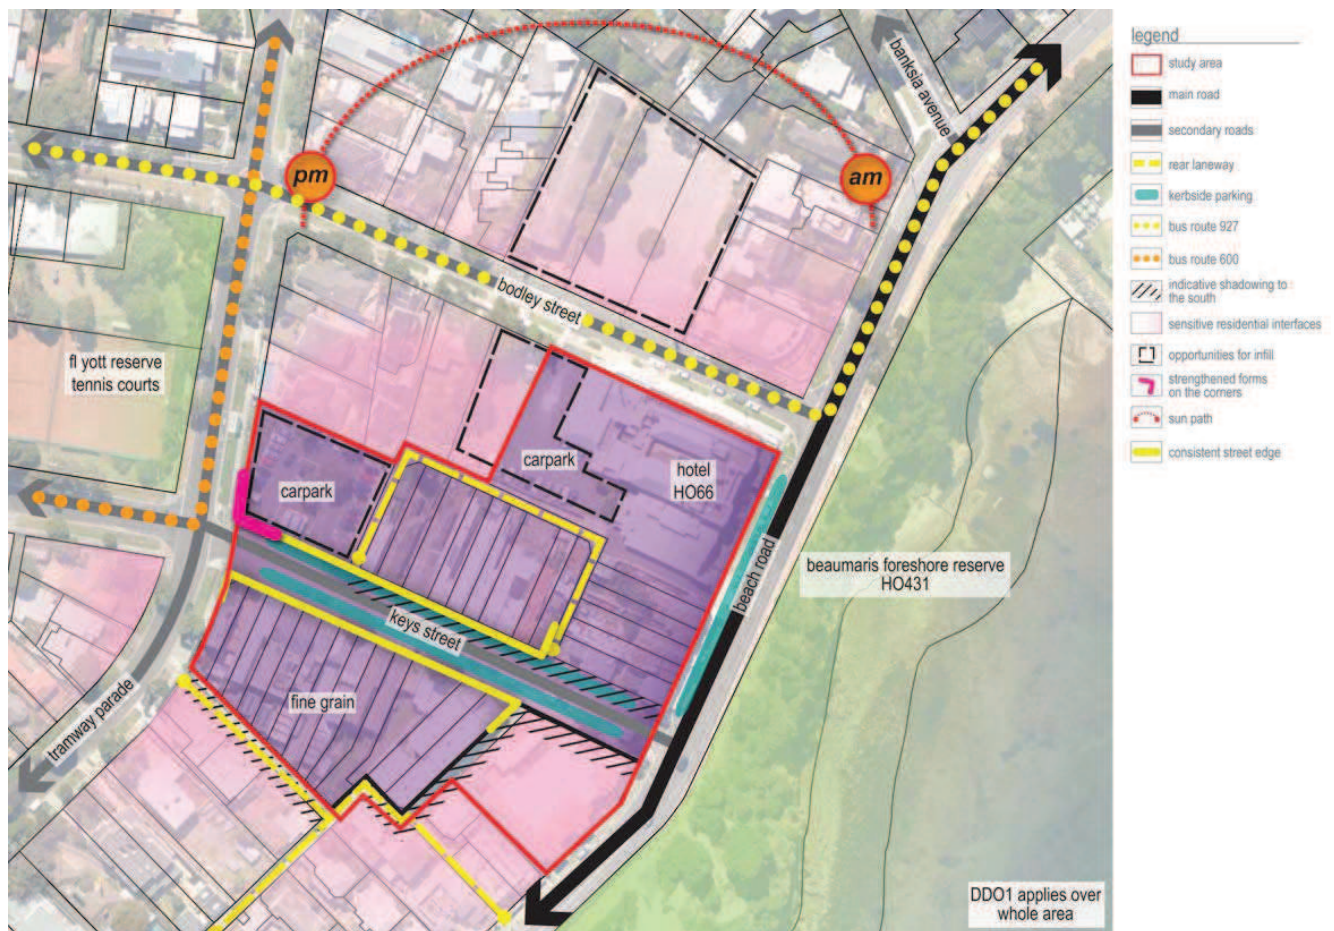 legend
study area
main road
secondary roads
rear laneway
kerbside parking
bus route 927
bus route 600
indicative shadowing to
the south
sensitive residential interfaces
opportunities for infill
strengthened forms
on the corners
sun path
consistent street edge
banksia avenue
pm
am
bodley street
fl yott reserve
tennis courts
carpark
hotel
HO66
carpark
beach road
beaumaris foreshore reserve
HO431
keys street
fine grain
tramway parade
DDO1 applies over
whole area